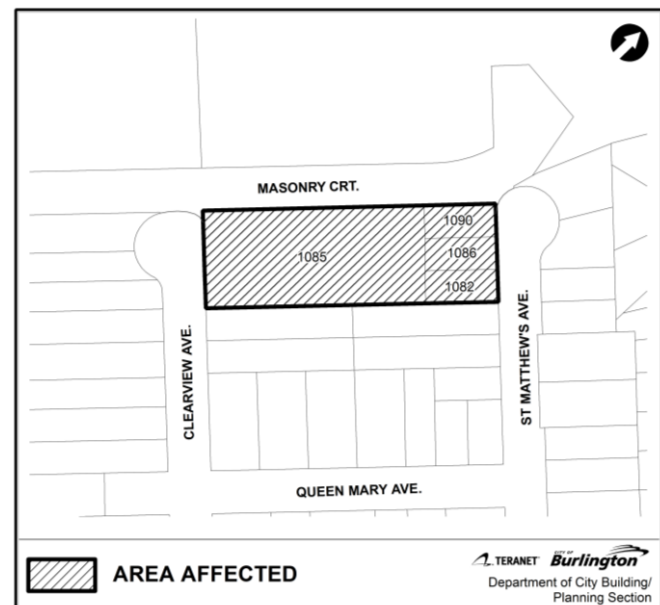 MASONRY CRT.
1090
1085
1086
1082
CLEARVIEW AVE.
ST MATTHEW'S AVE.
QUEEN MARY AVE.
AREA AFFECTED
TERANET
CITY OF
Burlington
Department of City Building/
Planning Section